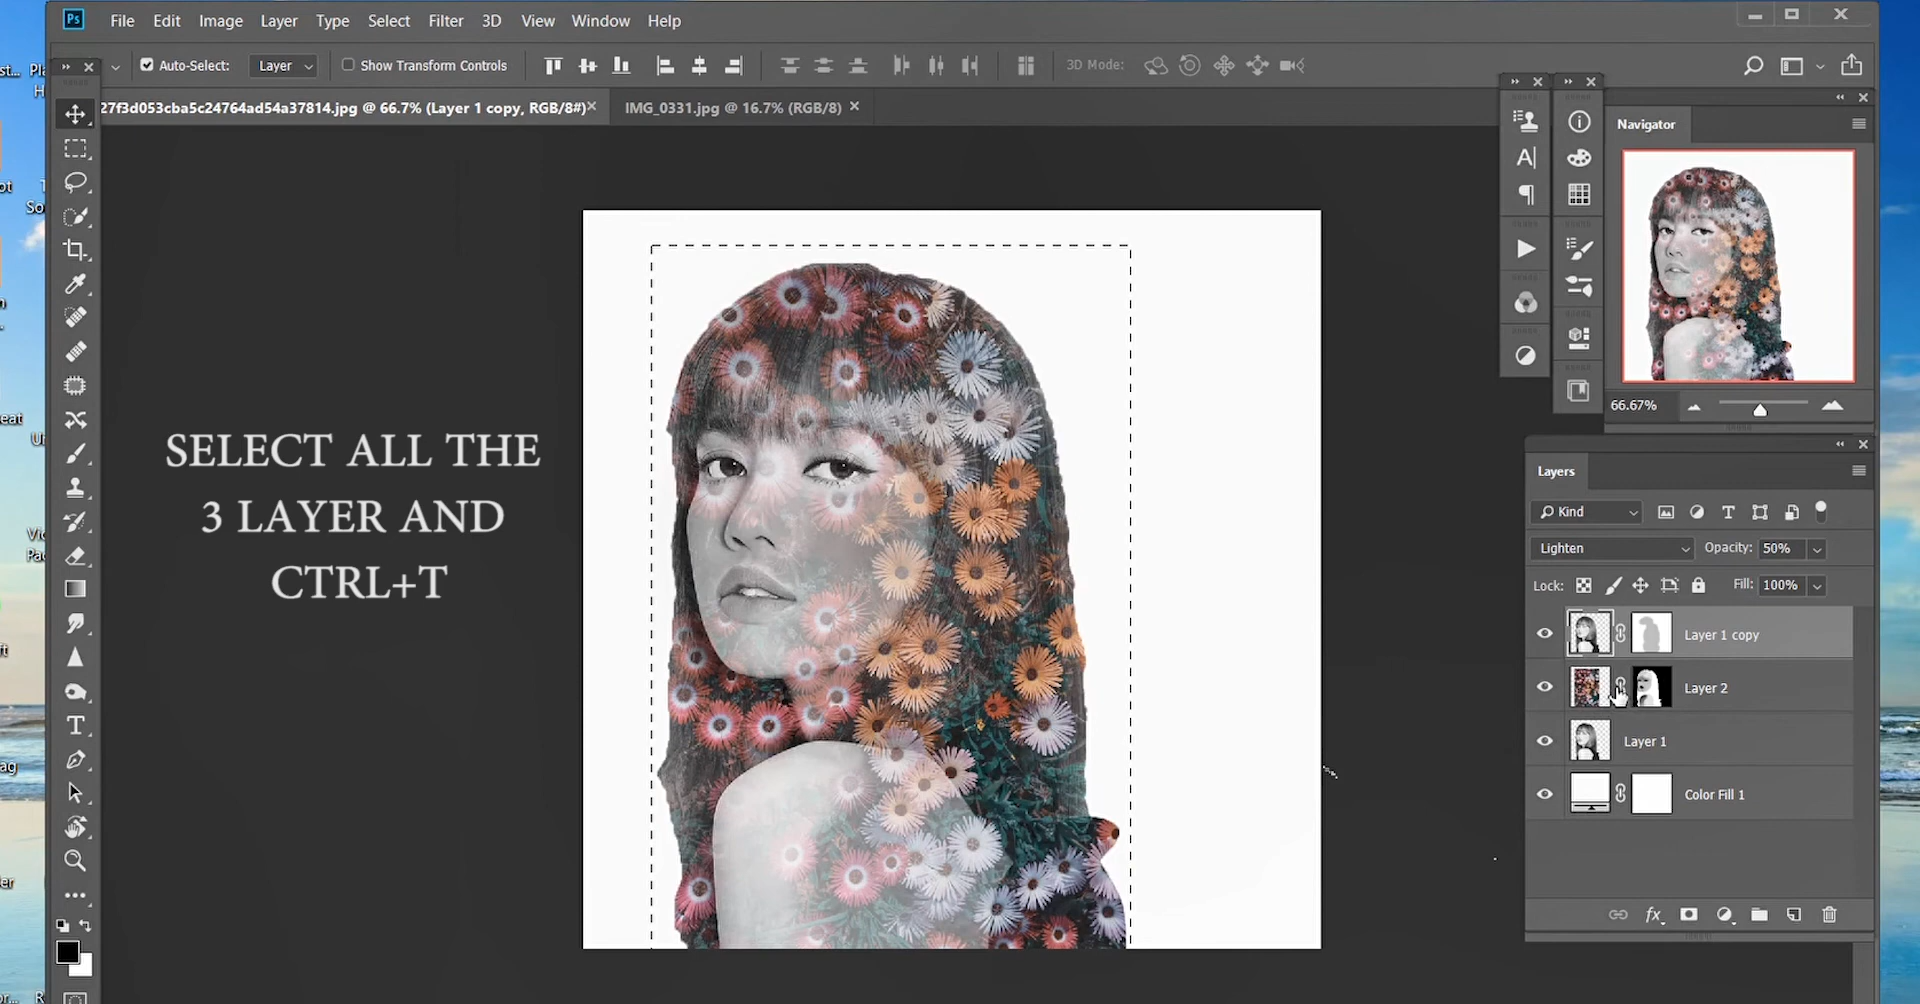 Ps File Edit Image Layer Type Select Filter 3D View Window Help
Auto-Select: Layer Show Transform Controls 3D Mode:
27f3d053cba5c24764ad54a37814.jpg @ 66.7% (Layer 1 copy, RGB/8#) IMG_0331.jpg @ 16.7% (RGB/8)
Navigator
66.67%
SELECT ALL THE
3 LAYER AND
CTRL+T
Layers
Kind
Lighten Opacity: 50%
Lock: Fill: 100%
Layer 1 copy
Layer 2
Layer 1
Color Fill 1
fx